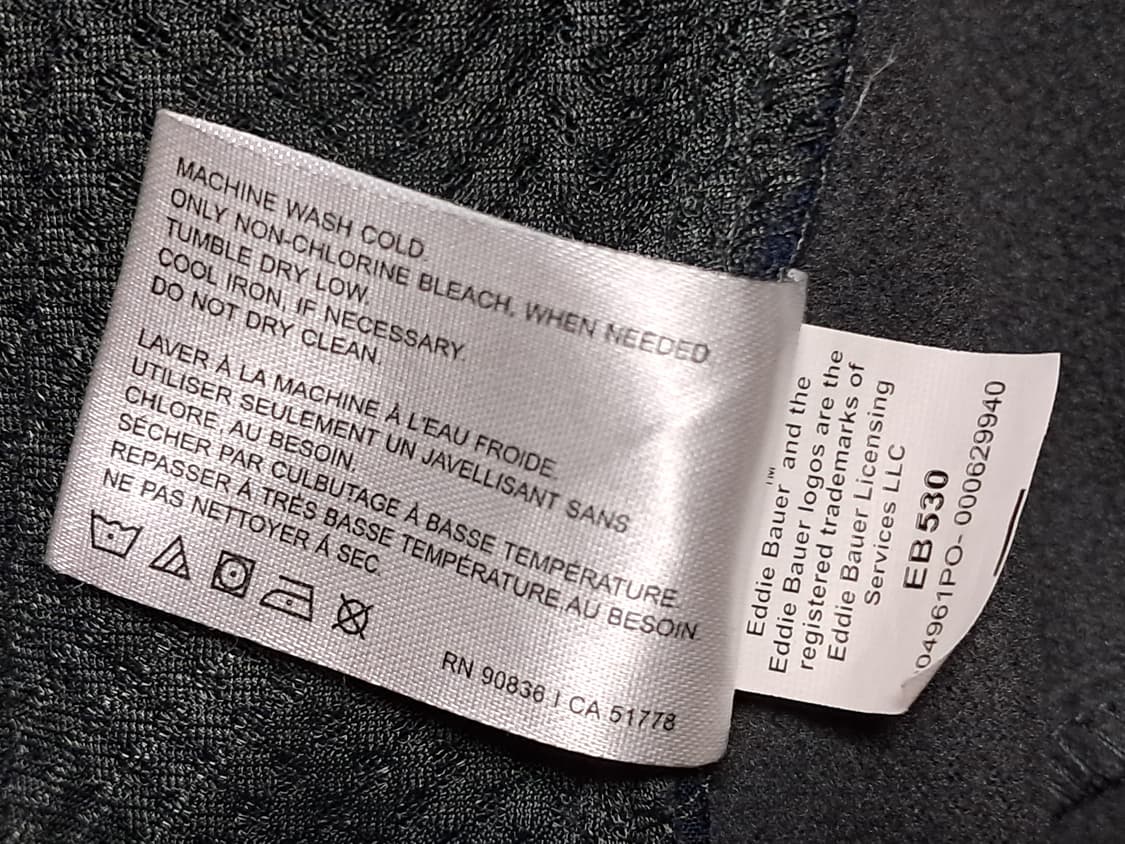 MACHINE WASH COLD.
ONLY NON-CHLORINE BLEACH, WHEN NEEDED
TUMBLE DRY LOW.
COOL IRON, IF NECESSARY.
DO NOT DRY CLEAN.
LAVER À LA MACHINE À L'EAU FROIDE.
UTILISER SEULEMENT UN JAVELLISANT SANS
CHLORE, AU BESOIN.
SÉCHER PAR CULBUTAGE À BASSE TEMPÉRATURE.
REPASSER À TRÈS BASSE TEMPÉRATURE AU BESOIN.
NE PAS NETTOYER À SEC.
RN 90836 I CA 51778
Eddie Bauer™ and the
Eddie Bauer logos are the
registered trademarks of
Eddie Bauer Licensing
Services LLC
EB530
04961PO- 000629940